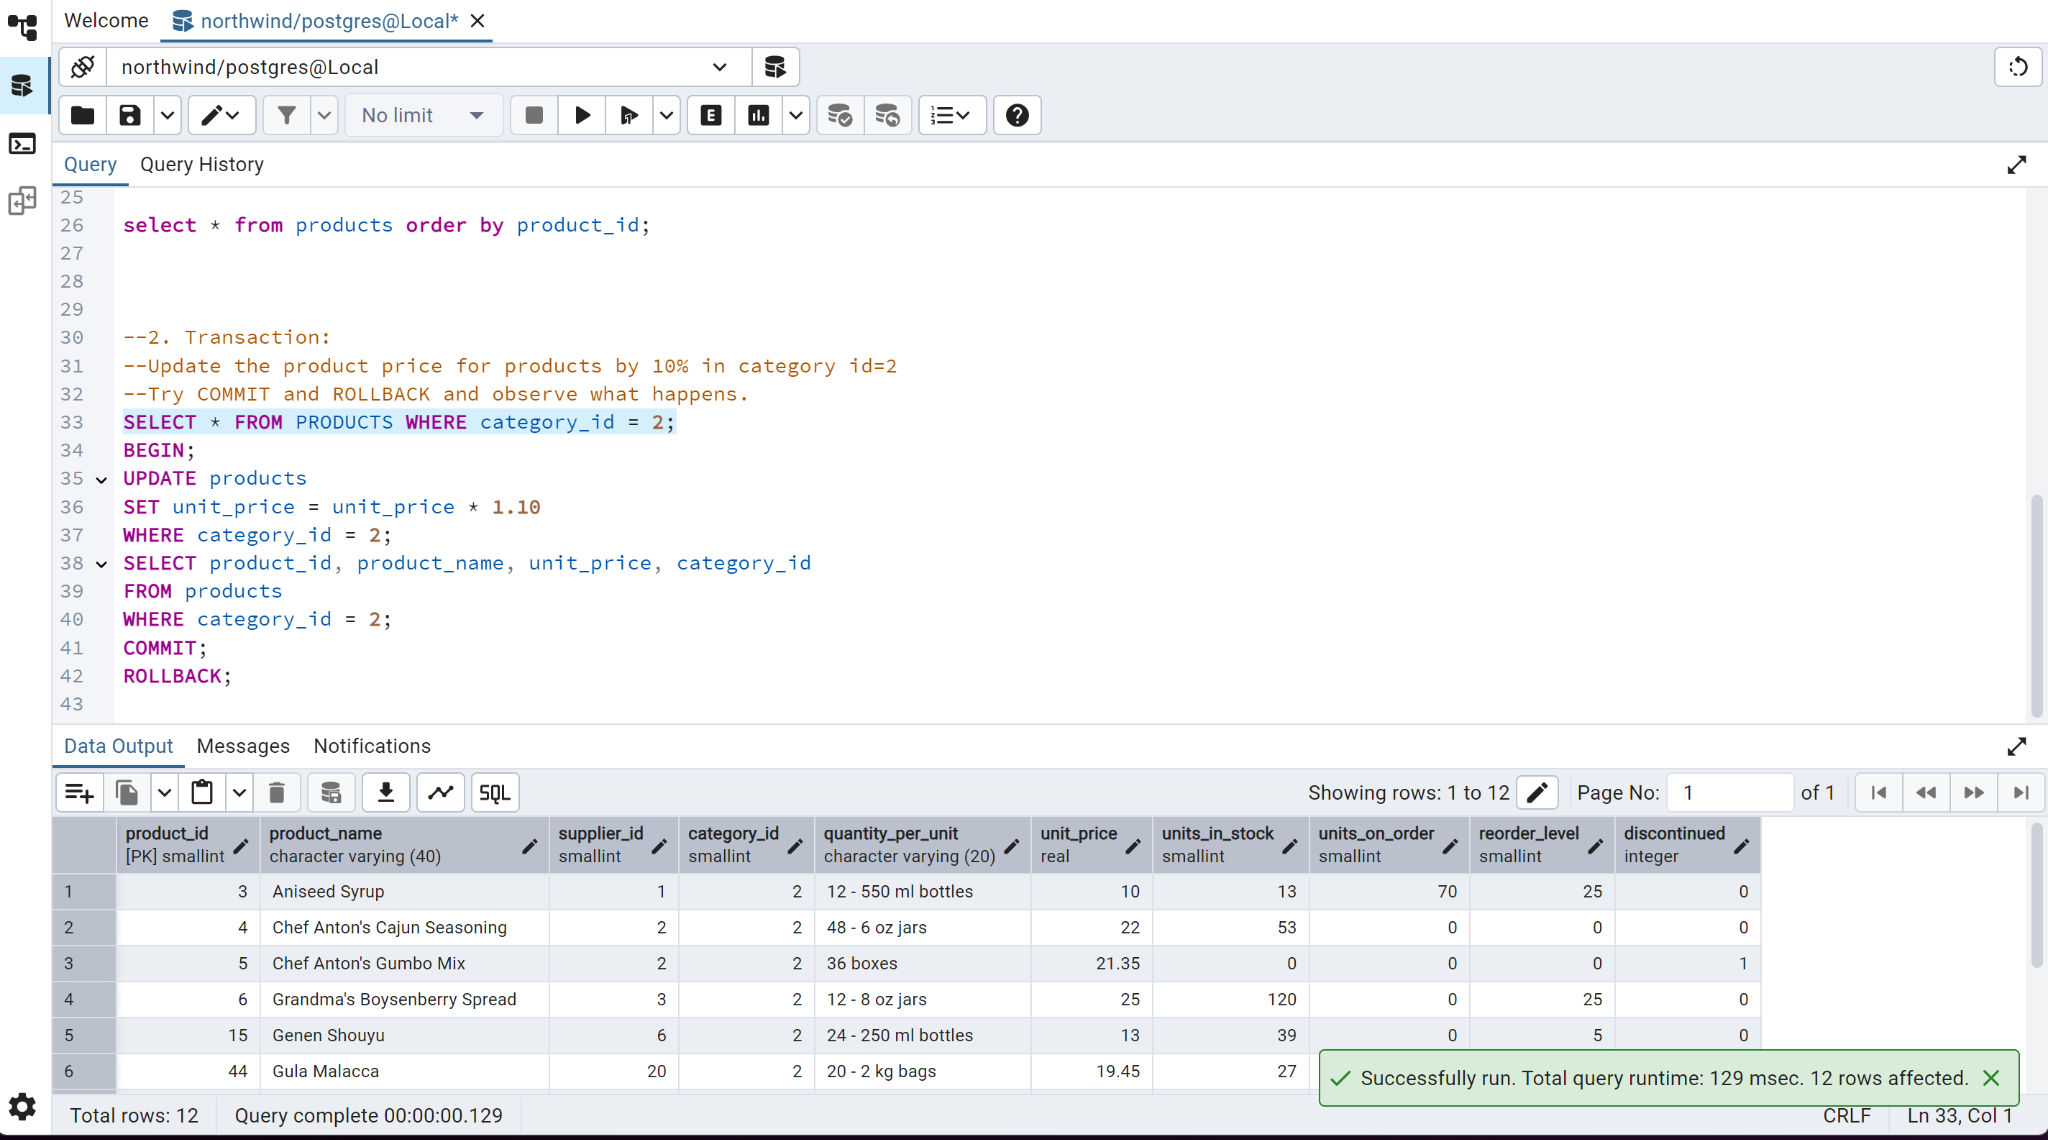 Welcome
northwind/postgres@Local*
northwind/postgres@Local
No limit
E
Query
Query History
25
26 select * from products order by product_id;
27
28
29
30 --2. Transaction:
31 --Update the product price for products by 10% in category id=2
32 --Try COMMIT and ROLLBACK and observe what happens.
33 SELECT * FROM PRODUCTS WHERE category_id = 2;
34 BEGIN;
35 UPDATE products
36 SET unit_price = unit_price * 1.10
37 WHERE category_id = 2;
38 SELECT product_id, product_name, unit_price, category_id
39 FROM products
40 WHERE category_id = 2;
41 COMMIT;
42 ROLLBACK;
43
Data Output Messages Notifications
SQL
Showing rows: 1 to 12
Page No: 1 of 1
product_id product_name supplier_id category_id quantity_per_unit unit_price units_in_stock units_on_order reorder_level discontinued
[PK] smallint character varying (40) smallint smallint character varying (20) real smallint smallint smallint integer
1 3 Aniseed Syrup 1 2 12 - 550 ml bottles 10 13 70 25 0
2 4 Chef Anton's Cajun Seasoning 2 2 48 - 6 oz jars 22 53 0 0 0
3 5 Chef Anton's Gumbo Mix 2 2 36 boxes 21.35 0 0 0 1
4 6 Grandma's Boysenberry Spread 3 2 12 - 8 oz jars 25 120 0 25 0
5 15 Genen Shouyu 6 2 24 - 250 ml bottles 13 39 0 5 0
6 44 Gula Malacca 20 2 20 - 2 kg bags 19.45 27
Successfully run. Total query runtime: 129 msec. 12 rows affected.
Total rows: 12
Query complete 00:00:00.129
CRLF
Ln 33, Col 1